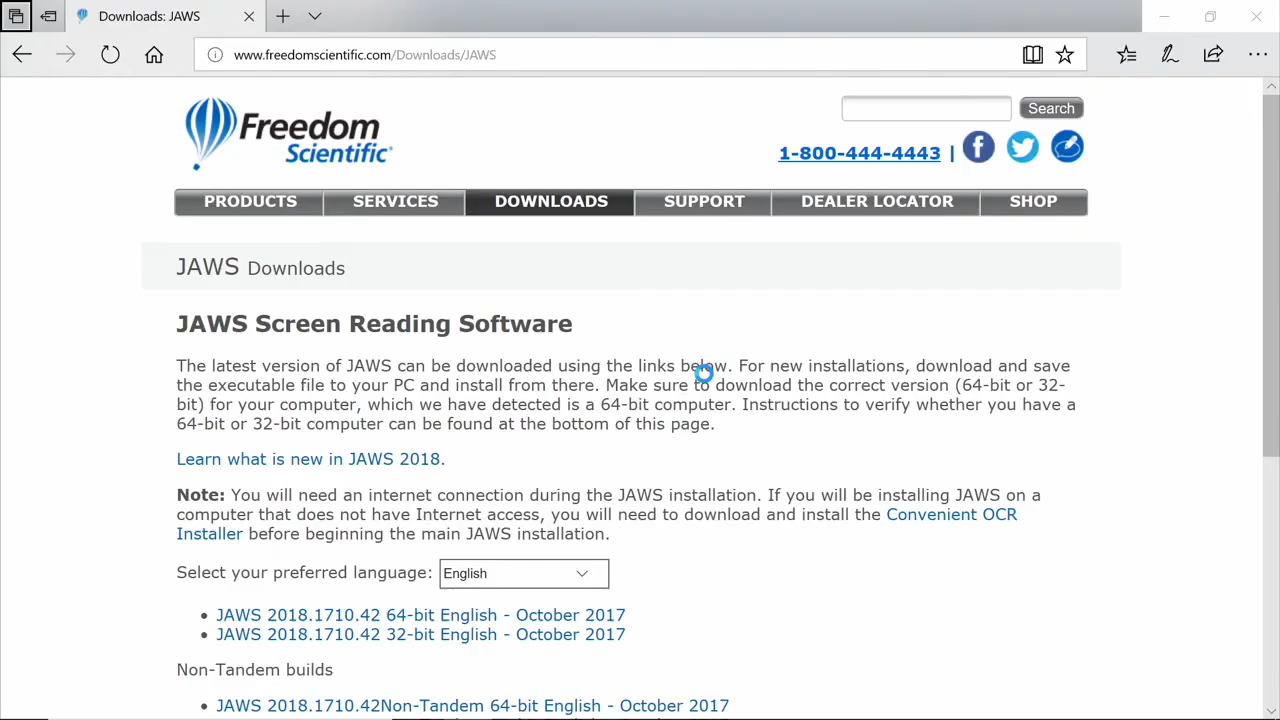 Downloads: JAWS
www.freedomscientific.com/Downloads/JAWS
Freedom
Scientific
Search
1-800-444-4443 |
PRODUCTS SERVICES DOWNLOADS SUPPORT DEALER LOCATOR SHOP
JAWS Downloads
JAWS Screen Reading Software
The latest version of JAWS can be downloaded using the links below. For new installations, download and save
the executable file to your PC and install from there. Make sure to download the correct version (64-bit or 32-
bit) for your computer, which we have detected is a 64-bit computer. Instructions to verify whether you have a
64-bit or 32-bit computer can be found at the bottom of this page.
Learn what is new in JAWS 2018.
Note: You will need an internet connection during the JAWS installation. If you will be installing JAWS on a
computer that does not have Internet access, you will need to download and install the Convenient OCR
Installer before beginning the main JAWS installation.
Select your preferred language: English
• JAWS 2018.1710.42 64-bit English - October 2017
• JAWS 2018.1710.42 32-bit English - October 2017
Non-Tandem builds
• JAWS 2018.1710.42Non-Tandem 64-bit English - October 2017